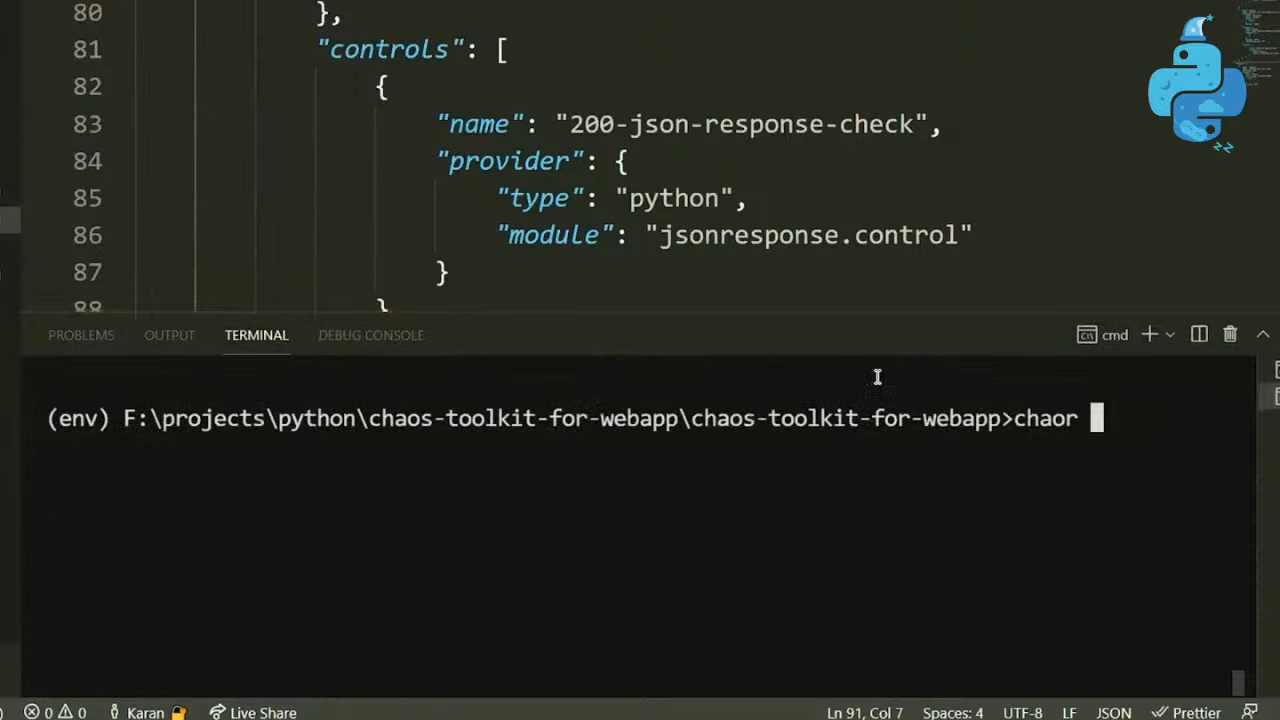 80 },
81 "controls": [
82 {
83 "name": "200-json-response-check",
84 "provider": {
85 "type": "python",
86 "module": "jsonresponse.control"
87 }
88 }
PROBLEMS OUTPUT TERMINAL DEBUG CONSOLE cmd
(env) F:\projects\python\chaos-toolkit-for-webapp\chaos-toolkit-for-webapp>chaor
0 0 Karan Live Share Ln 91, Col 7 Spaces: 4 UTF-8 LF JSON Prettier
zz